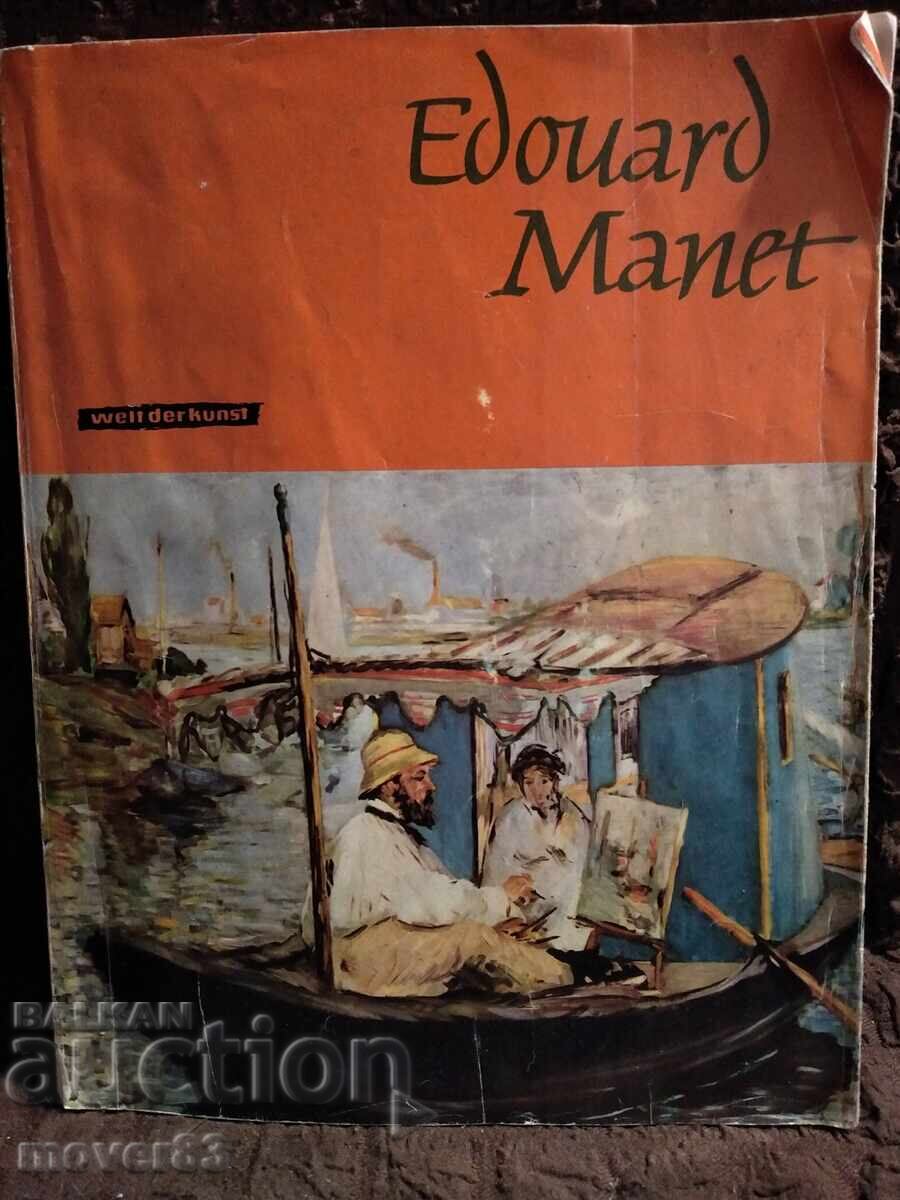 Edouard
Manet
welt der kunst
BALKAN
auction
mover83